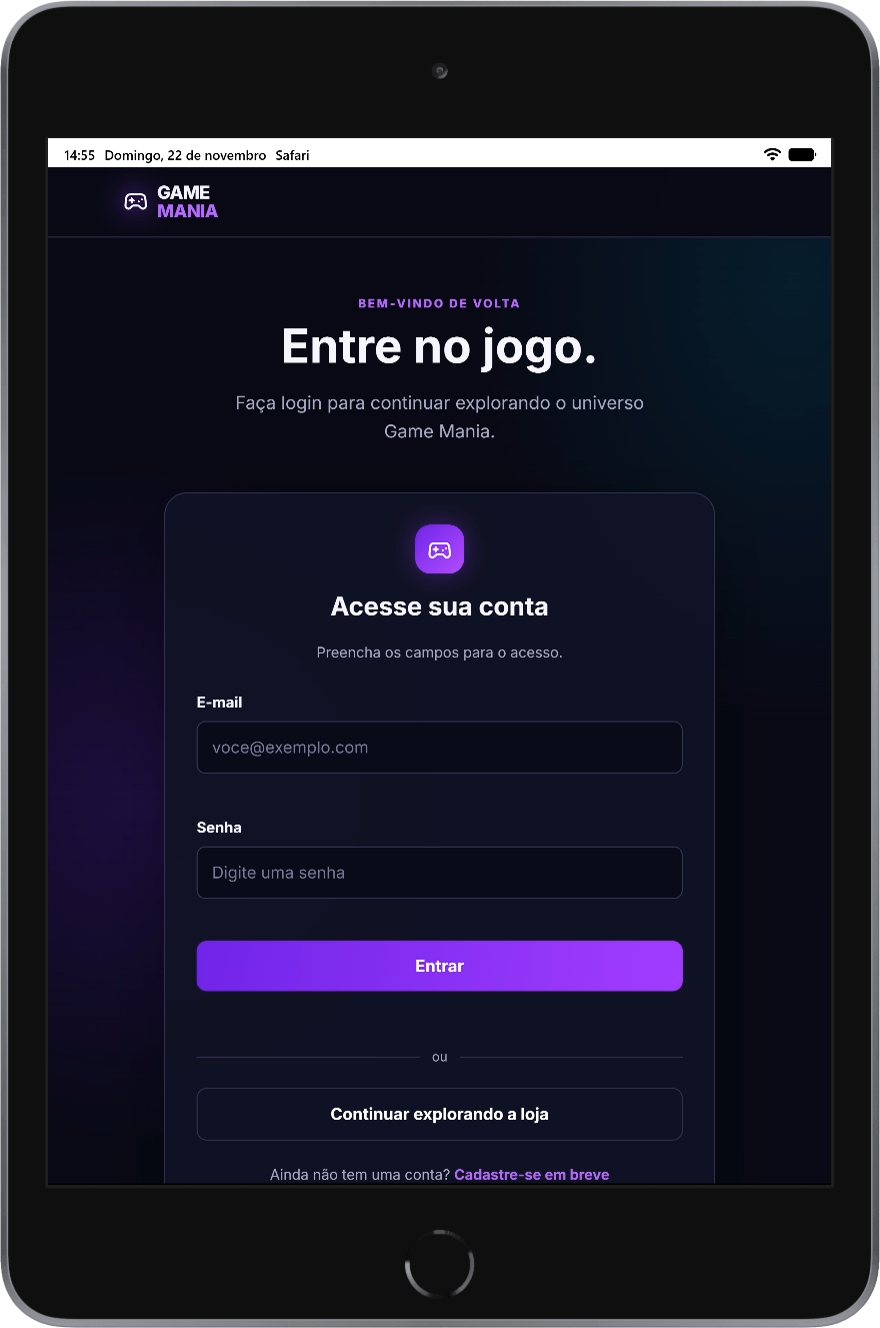 14:55 Domingo, 22 de novembro Safari
GAME
MANIA
BEM-VINDO DE VOLTA
Entre no jogo.
Faça login para continuar explorando o universo
Game Mania.
Acesse sua conta
Preencha os campos para o acesso.
E-mail
voce@exemplo.com
Senha
Digite uma senha
Entrar
ou
Continuar explorando a loja
Ainda não tem uma conta? Cadastre-se em breve